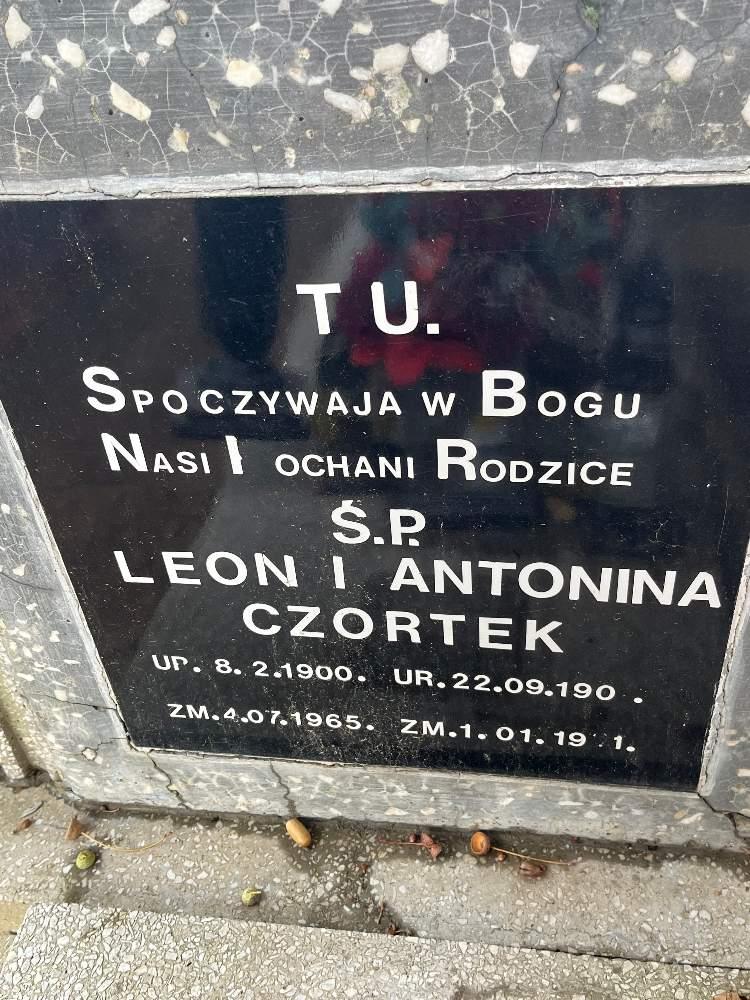 TU.
SPOCZYWAJA W BOGU
NASI I OCHANI RODZICE
Ś.P.
LEON I ANTONINA
CZORTEK
UR. 8.2.1900. UR.22.09.190 .
ZM.4.07.1965. ZM.1.01.19 1.